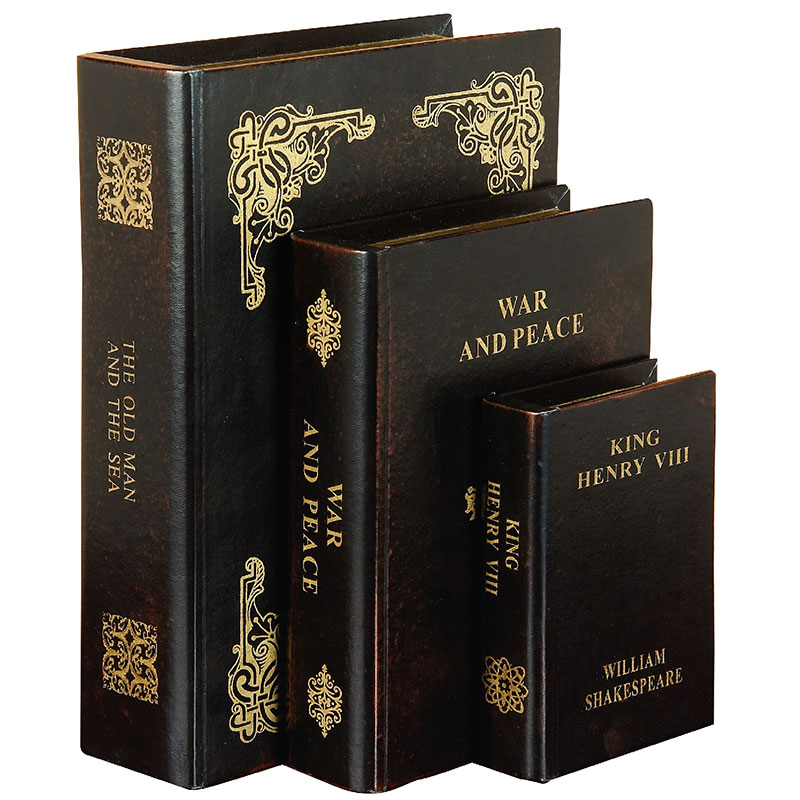 THE OLD MAN
AND THE SEA
WAR
AND PEACE
WAR
AND PEACE
KING
HENRY VIII
KING
HENRY VIII
WILLIAM
SHAKESPEARE